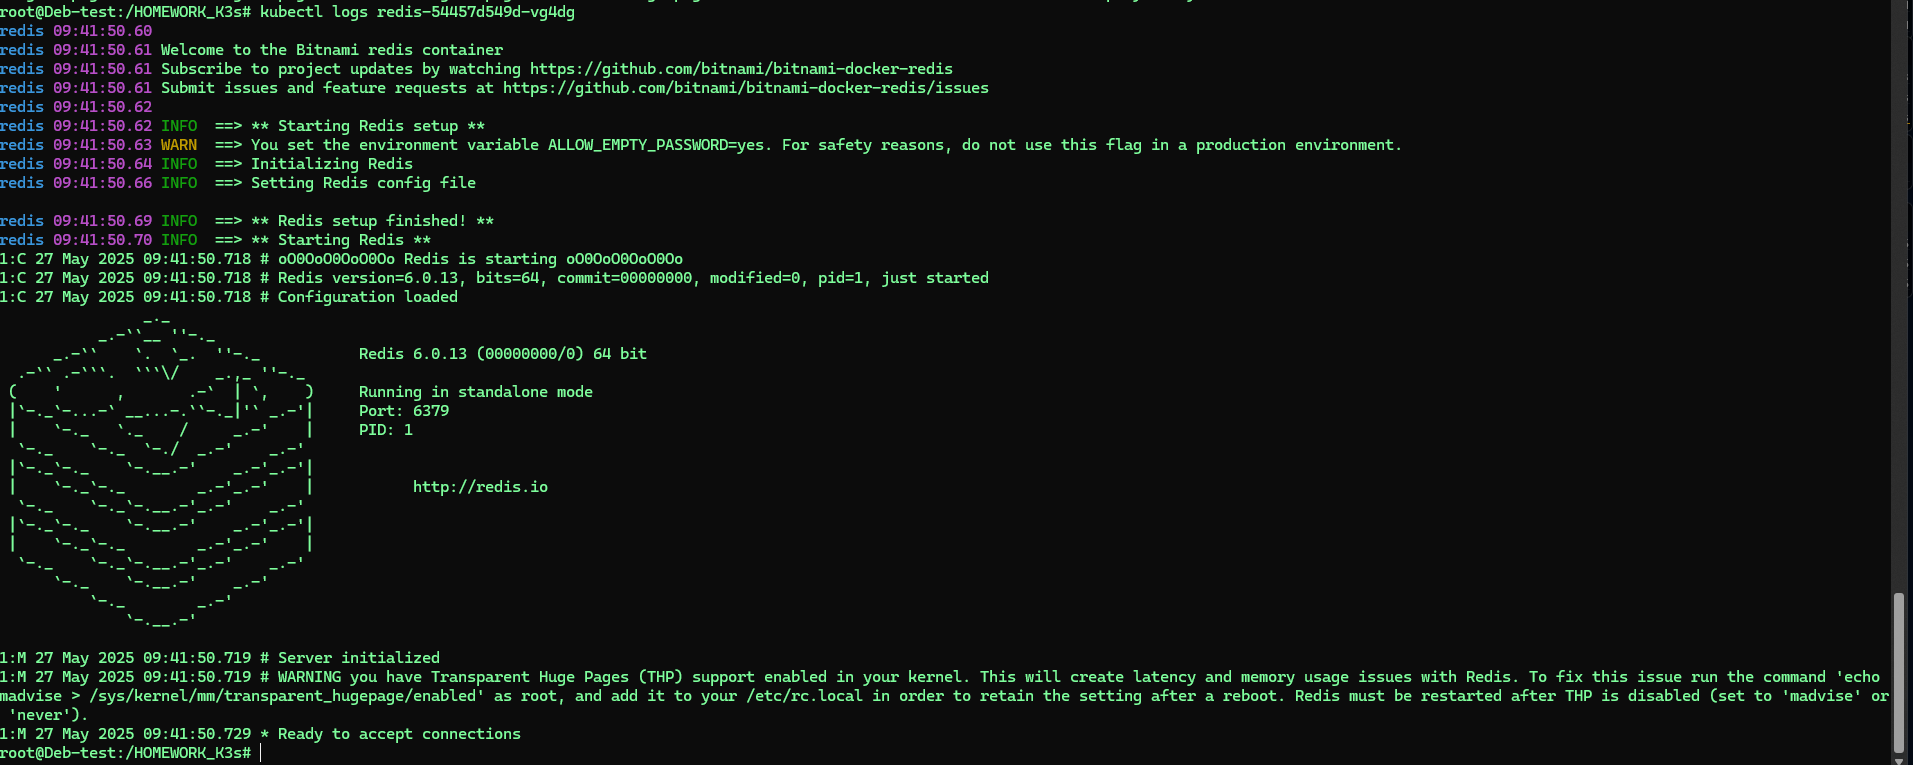 root@Deb-test:/HOMEWORK_K3s# kubectl logs redis-54457d549d-vg4dg
redis 09:41:50.60
redis 09:41:50.61 Welcome to the Bitnami redis container
redis 09:41:50.61 Subscribe to project updates by watching https://github.com/bitnami/bitnami-docker-redis
redis 09:41:50.61 Submit issues and feature requests at https://github.com/bitnami/bitnami-docker-redis/issues
redis 09:41:50.62
redis 09:41:50.62 INFO  ==> ** Starting Redis setup **
redis 09:41:50.63 WARN  ==> You set the environment variable ALLOW_EMPTY_PASSWORD=yes. For safety reasons, do not use this flag in a production environment.
redis 09:41:50.64 INFO  ==> Initializing Redis
redis 09:41:50.66 INFO  ==> Setting Redis config file
redis 09:41:50.69 INFO  ==> ** Redis setup finished! **
redis 09:41:50.70 INFO  ==> ** Starting Redis **
1:C 27 May 2025 09:41:50.718 # oO0OoO0OoO0Oo Redis is starting oO0OoO0OoO0Oo
1:C 27 May 2025 09:41:50.718 # Redis version=6.0.13, bits=64, commit=00000000, modified=0, pid=1, just started
1:C 27 May 2025 09:41:50.718 # Configuration loaded
Redis 6.0.13 (00000000/0) 64 bit
Running in standalone mode
Port: 6379
PID: 1
http://redis.io
1:M 27 May 2025 09:41:50.719 # Server initialized
1:M 27 May 2025 09:41:50.719 # WARNING you have Transparent Huge Pages (THP) support enabled in your kernel. This will create latency and memory usage issues with Redis. To fix this issue run the command 'echo
madvise > /sys/kernel/mm/transparent_hugepage/enabled' as root, and add it to your /etc/rc.local in order to retain the setting after a reboot. Redis must be restarted after THP is disabled (set to 'madvise' or
'never').
1:M 27 May 2025 09:41:50.729 * Ready to accept connections
root@Deb-test:/HOMEWORK_K3s#